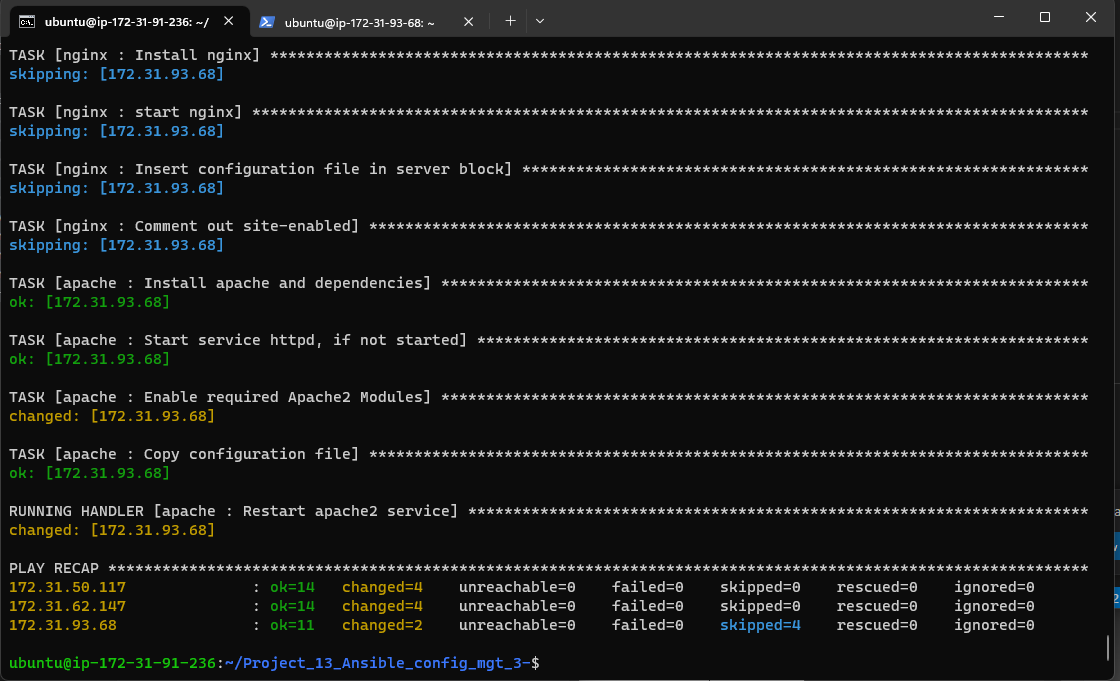 ubuntu@ip-172-31-91-236: ~/
ubuntu@ip-172-31-93-68: ~
TASK [nginx : Install nginx] *******************************************************************************************
skipping: [172.31.93.68]
TASK [nginx : start nginx] *********************************************************************************************
skipping: [172.31.93.68]
TASK [nginx : Insert configuration file in server block] ***************************************************************
skipping: [172.31.93.68]
TASK [nginx : Comment out site-enabled] ********************************************************************************
skipping: [172.31.93.68]
TASK [apache : Install apache and dependencies] ************************************************************************
ok: [172.31.93.68]
TASK [apache : Start service httpd, if not started] ********************************************************************
ok: [172.31.93.68]
TASK [apache : Enable required Apache2 Modules] ************************************************************************
changed: [172.31.93.68]
TASK [apache : Copy configuration file] ********************************************************************************
ok: [172.31.93.68]
RUNNING HANDLER [apache : Restart apache2 service] *********************************************************************
changed: [172.31.93.68]
PLAY RECAP *************************************************************************************************************
172.31.50.117              : ok=14   changed=4    unreachable=0    failed=0    skipped=0    rescued=0    ignored=0
172.31.62.147              : ok=14   changed=4    unreachable=0    failed=0    skipped=0    rescued=0    ignored=0
172.31.93.68               : ok=11   changed=2    unreachable=0    failed=0    skipped=4    rescued=0    ignored=0
ubuntu@ip-172-31-91-236:~/Project_13_Ansible_config_mgt_3-$